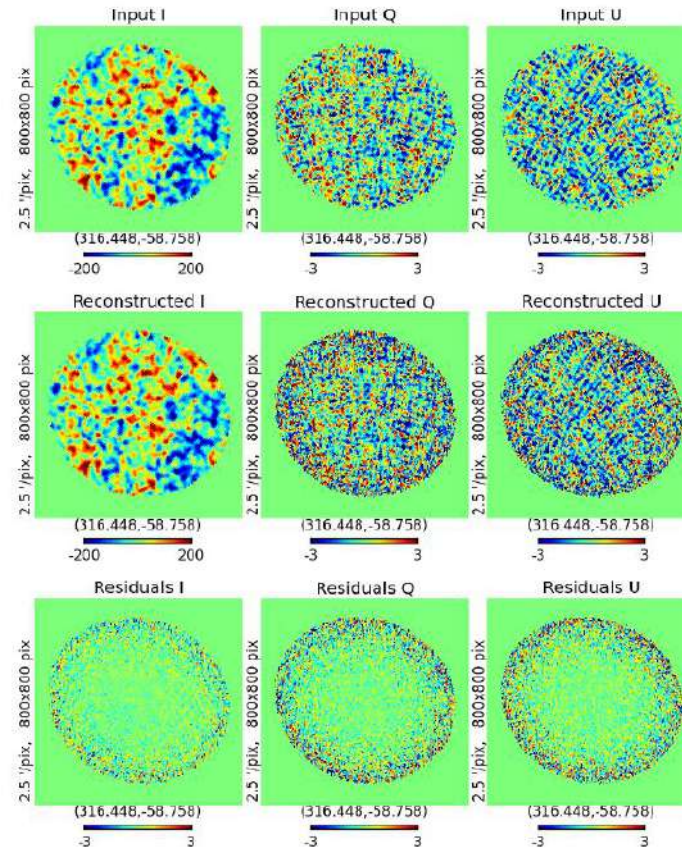 Input I
Input Q
Input U
2.5 '/pix, 800x800 pix
2.5 '/pix, 800x800 pix
2.5 '/pix, 800x800 pix
(316.448,-58.758)
(316.448,-58.758)
(316.448,-58.758)
-200 200
-3 3
-3 3
Reconstructed I
Reconstructed Q
Reconstructed U
2.5 '/pix, 800x800 pix
2.5 '/pix, 800x800 pix
2.5 '/pix, 800x800 pix
(316.448,-58.758)
(316.448,-58.758)
(316.448,-58.758)
-200 200
-3 3
-3 3
Residuals I
Residuals Q
Residuals U
2.5 '/pix, 800x800 pix
2.5 '/pix, 800x800 pix
2.5 '/pix, 800x800 pix
(316.448,-58.758)
(316.448,-58.758)
(316.448,-58.758)
-3 3
-3 3
-3 3